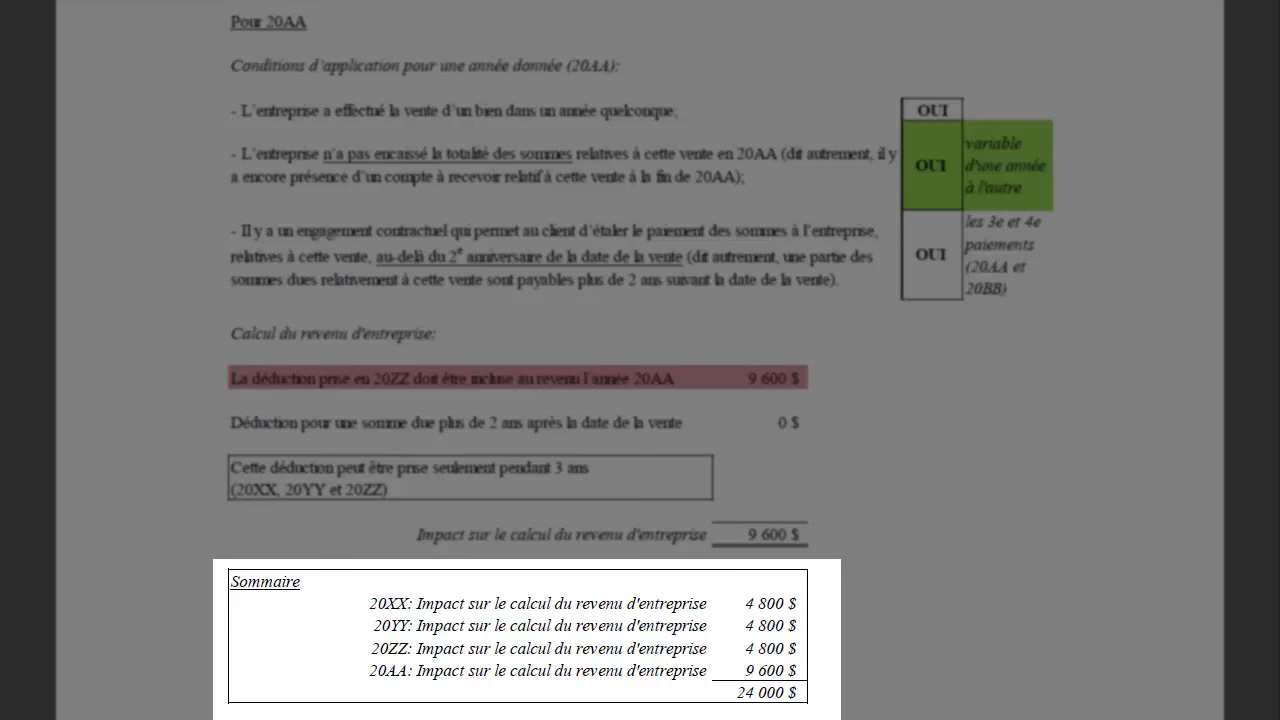 Pour 20AA
Conditions d'application pour une année donnée (20AA):
- L'entreprise a effectué la vente d'un bien dans un année quelconque;
OUI
- L'entreprise n'a pas encaissé la totalité des sommes relatives à cette vente en 20AA (dit autrement, il y
a encore présence d'un compte à recevoir relatif à cette vente à la fin de 20AA);
OUI
variable
d'une année
à l'autre
- Il y a un engagement contractuel qui permet au client d'étaler le paiement des sommes à l'entreprise,
relatives à cette vente, au-delà du 2e anniversaire de la date de la vente (dit autrement, une partie des
sommes dues relativement à cette vente sont payables plus de 2 ans suivant la date de la vente).
OUI
les 3e et 4e
paiements
(20AA et
20BB)
Calcul du revenu d'entreprise:
La déduction prise en 20ZZ doit être incluse au revenu l'année 20AA 9 600 $
Déduction pour une somme due plus de 2 ans après la date de la vente 0 $
Cette déduction peut être prise seulement pendant 3 ans
(20XX, 20YY et 20ZZ)
Impact sur le calcul du revenu d'entreprise 9 600 $
Sommaire
20XX: Impact sur le calcul du revenu d'entreprise 4 800 $
20YY: Impact sur le calcul du revenu d'entreprise 4 800 $
20ZZ: Impact sur le calcul du revenu d'entreprise 4 800 $
20AA: Impact sur le calcul du revenu d'entreprise 9 600 $
24 000 $